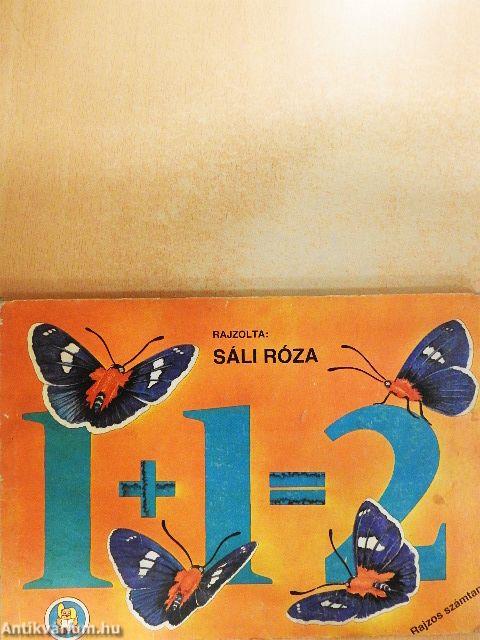 RAJZOLTA:
SÁLI RÓZA
1+1=2
Rajzos számtan
Antikvarium.hu